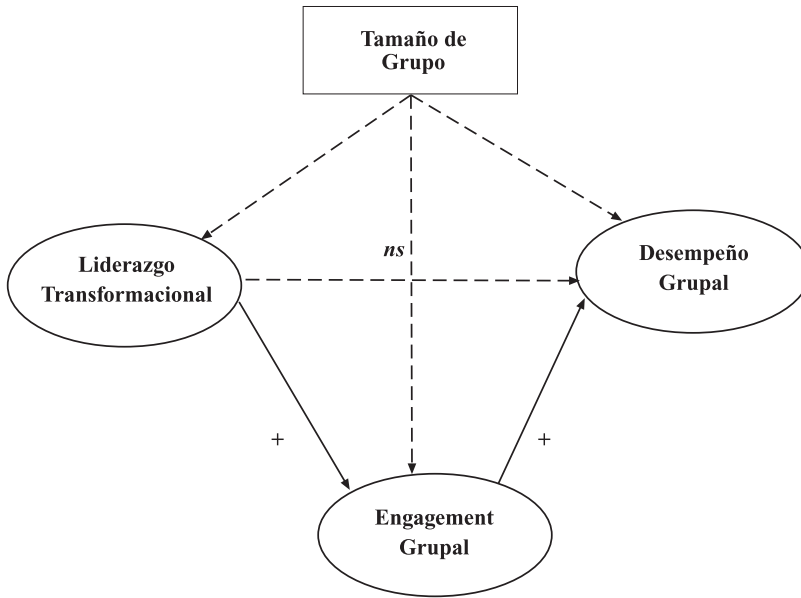 Tamaño de
Grupo
ns
Liderazgo
Transformacional
Desempeño
Grupal
+
+
Engagement
Grupal